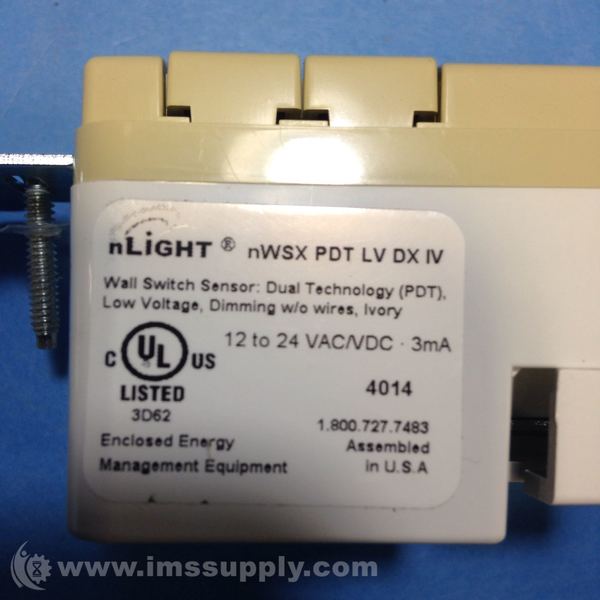 nLIGHT ® nWSX PDT LV DX IV
Wall Switch Sensor: Dual Technology (PDT),
Low Voltage, Dimming w/o wires, Ivory
C UL US
12 to 24 VAC/VDC · 3mA
LISTED
3D62
4014
1.800.727.7483
Enclosed Energy
Management Equipment
Assembled
in U.S.A
www.imssupply.com